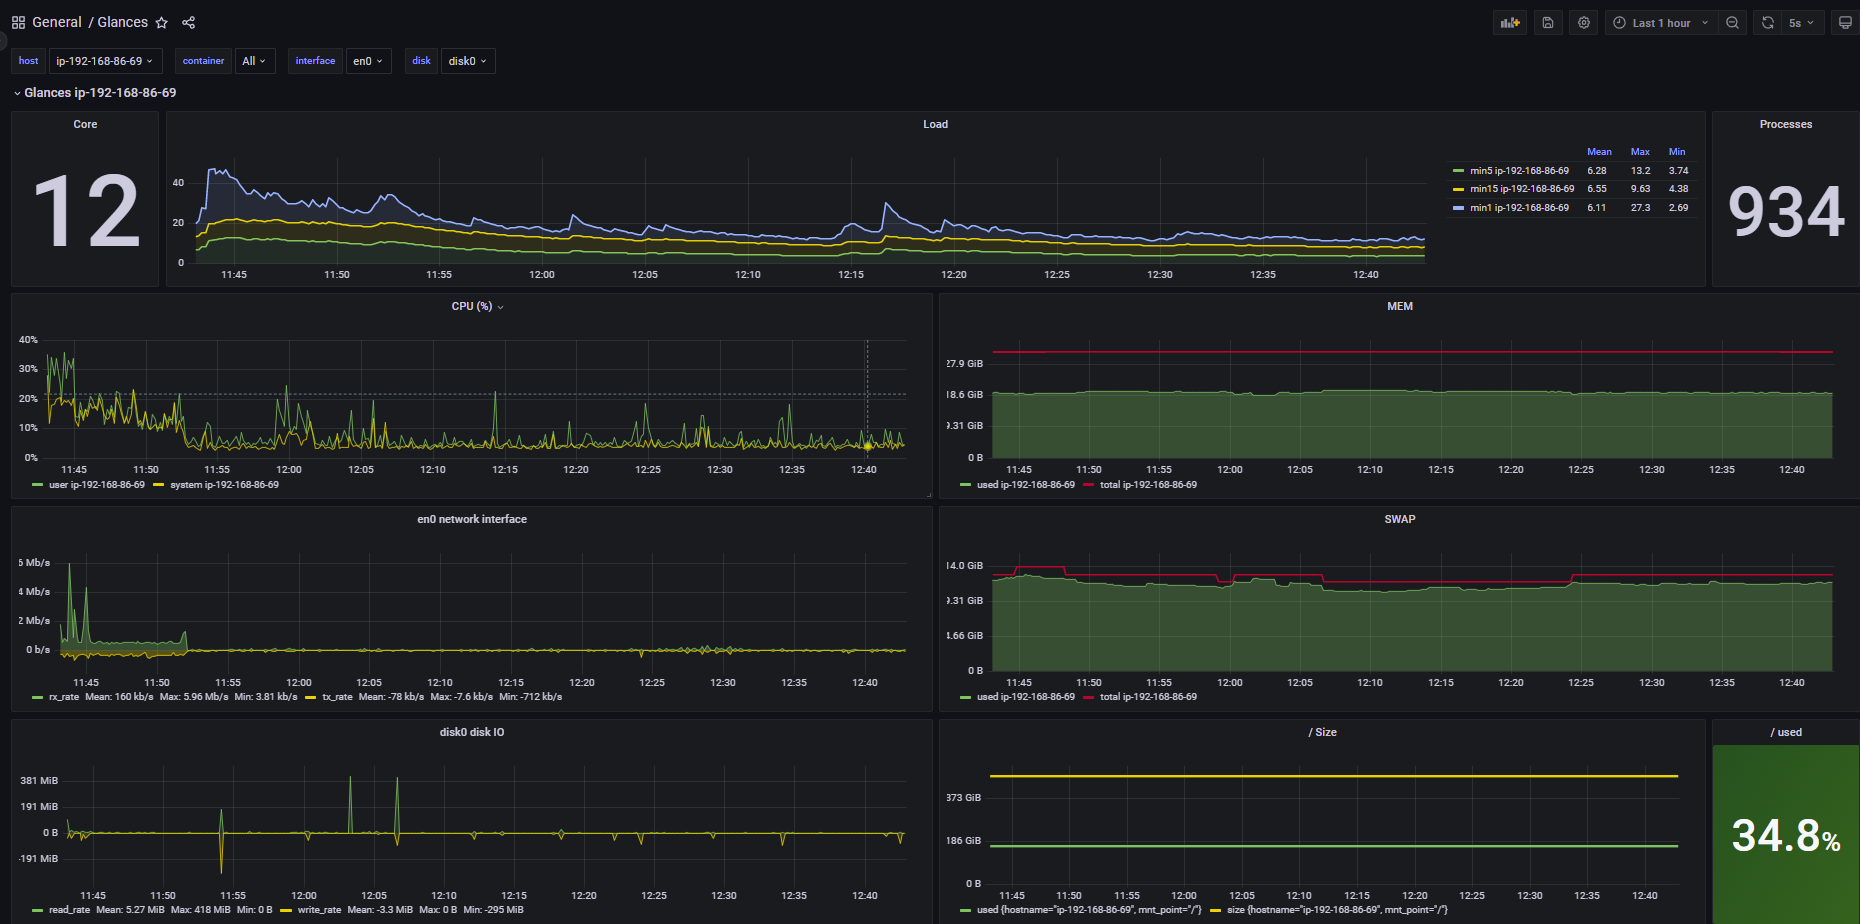 General / Glances
Last 1 hour 5s
host ip-192-168-86-69 container All interface en0 disk disk0
Glances ip-192-168-86-69
Core
12
Load
40
20
0
11:45 11:50 11:55 12:00 12:05 12:10 12:15 12:20 12:25 12:30 12:35 12:40
Mean Max Min
min5 ip-192-168-86-69 6.28 13.2 3.74
min15 ip-192-168-86-69 6.55 9.63 4.38
min1 ip-192-168-86-69 6.11 27.3 2.69
Processes
934
CPU (%)
40%
30%
20%
10%
0%
11:45 11:50 11:55 12:00 12:05 12:10 12:15 12:20 12:25 12:30 12:35 12:40
user ip-192-168-86-69 system ip-192-168-86-69
MEM
27.9 GiB
18.6 GiB
9.31 GiB
0 B
11:45 11:50 11:55 12:00 12:05 12:10 12:15 12:20 12:25 12:30 12:35 12:40
used ip-192-168-86-69 total ip-192-168-86-69
en0 network interface
6 Mb/s
4 Mb/s
2 Mb/s
0 b/s
11:45 11:50 11:55 12:00 12:05 12:10 12:15 12:20 12:25 12:30 12:35 12:40
rx_rate Mean: 160 kb/s Max: 5.96 Mb/s Min: 3.81 kb/s tx_rate Mean: -78 kb/s Max: -7.6 kb/s Min: -712 kb/s
SWAP
14.0 GiB
9.31 GiB
4.66 GiB
0 B
11:45 11:50 11:55 12:00 12:05 12:10 12:15 12:20 12:25 12:30 12:35 12:40
used ip-192-168-86-69 total ip-192-168-86-69
disk0 disk IO
381 MiB
191 MiB
0 B
-191 MiB
11:45 11:50 11:55 12:00 12:05 12:10 12:15 12:20 12:25 12:30 12:35 12:40
read_rate Mean: 5.27 MiB Max: 418 MiB Min: 0 B write_rate Mean: -3.3 MiB Max: 0 B Min: -295 MiB
/ Size
373 GiB
186 GiB
0 B
11:45 11:50 11:55 12:00 12:05 12:10 12:15 12:20 12:25 12:30 12:35 12:40
used {hostname="ip-192-168-86-69", mnt_point="/"} size {hostname="ip-192-168-86-69", mnt_point="/"}
/ used
34.8%